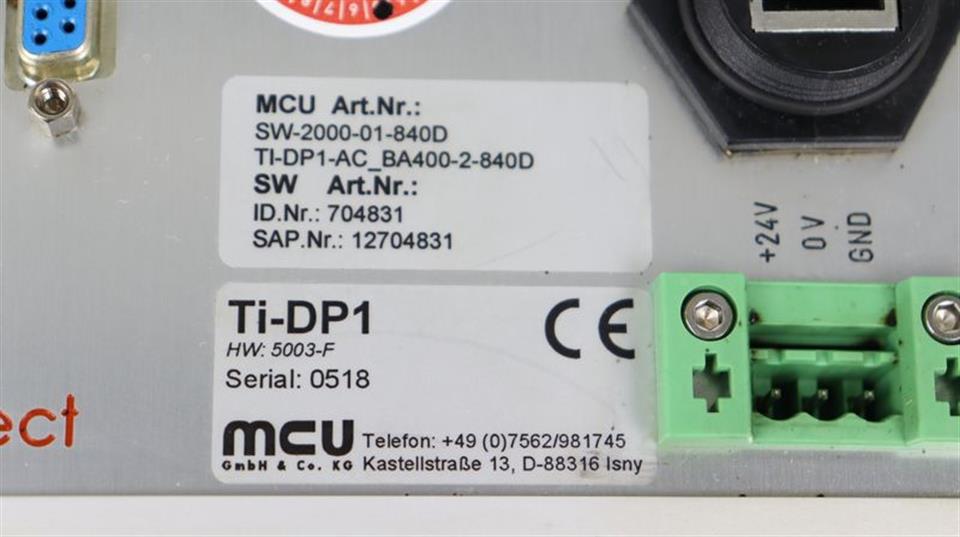 MCU Art.Nr.:
SW-2000-01-840D
TI-DP1-AC_BA400-2-840D
SW Art.Nr.:
ID.Nr.: 704831
SAP.Nr.: 12704831
+24V
0 V
GND
Ti-DP1
CE
HW: 5003-F
Serial: 0518
mcu
GmbH & Co. KG
Telefon: +49 (0)7562/981745
Kastellstraße 13, D-88316 Isny
ect